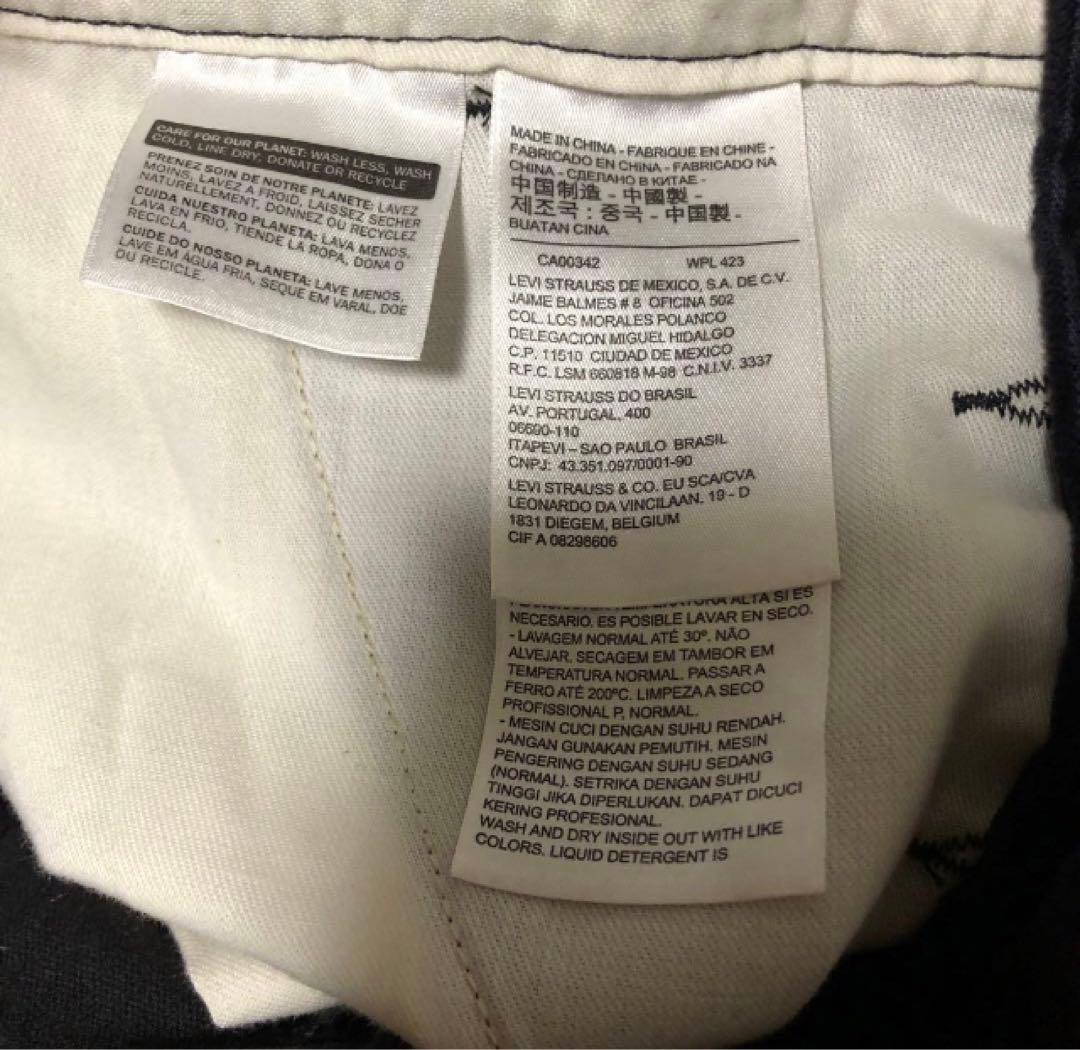 CARE FOR OUR PLANET: WASH LESS, WASH
COLD, LINE DRY, DONATE OR RECYCLE
PRENEZ SOIN DE NOTRE PLANETE: LAVEZ
MOINS, LAVEZ A FROID, LAISSEZ SECHER
NATURELLEMENT, DONNEZ OU RECYCLEZ
CUIDA NUESTRO PLANETA: LAVA MENOS,
LAVA EN FRIO, TIENDE LA ROPA, DONA O
RECICLA.
CUIDE DO NOSSO PLANETA: LAVE MENOS,
LAVE EM ÁGUA FRIA, SEQUE EM VARAL, DOE
OU RECICLE.
MADE IN CHINA - FABRIQUE EN CHINE -
FABRICADO EN CHINA - FABRICADO NA
CHINA - СДЕЛАНО В КИТАЕ -
中国制造 - 中國製 -
제조국 : 중국 - 中国製 -
BUATAN CINA
CA00342 WPL 423
LEVI STRAUSS DE MEXICO, S.A. DE C.V.
JAIME BALMES # 8 OFICINA 502
COL. LOS MORALES POLANCO
DELEGACION MIGUEL HIDALGO
C.P. 11510 CIUDAD DE MEXICO
R.F.C. LSM 660818 M-98 C.N.I.V. 3337
LEVI STRAUSS DO BRASIL
AV. PORTUGAL, 400
06690-110
ITAPEVI – SAO PAULO BRASIL
CNPJ: 43.351.097/0001-90
LEVI STRAUSS & CO. EU SCA/CVA
LEONARDO DA VINCILAAN. 19 - D
1831 DIEGEM, BELGIUM
CIF A 08298606
TEMPERATURA ALTA SI ES
NECESARIO. ES POSIBLE LAVAR EN SECO.
- LAVAGEM NORMAL ATÉ 30º. NÃO
ALVEJAR. SECAGEM EM TAMBOR EM
TEMPERATURA NORMAL. PASSAR A
FERRO ATÉ 200ºC. LIMPEZA A SECO
PROFISSIONAL P, NORMAL.
- MESIN CUCI DENGAN SUHU RENDAH.
JANGAN GUNAKAN PEMUTIH. MESIN
PENGERING DENGAN SUHU SEDANG
(NORMAL). SETRIKA DENGAN SUHU
TINGGI JIKA DIPERLUKAN. DAPAT DICUCI
KERING PROFESIONAL.
WASH AND DRY INSIDE OUT WITH LIKE
COLORS. LIQUID DETERGENT IS